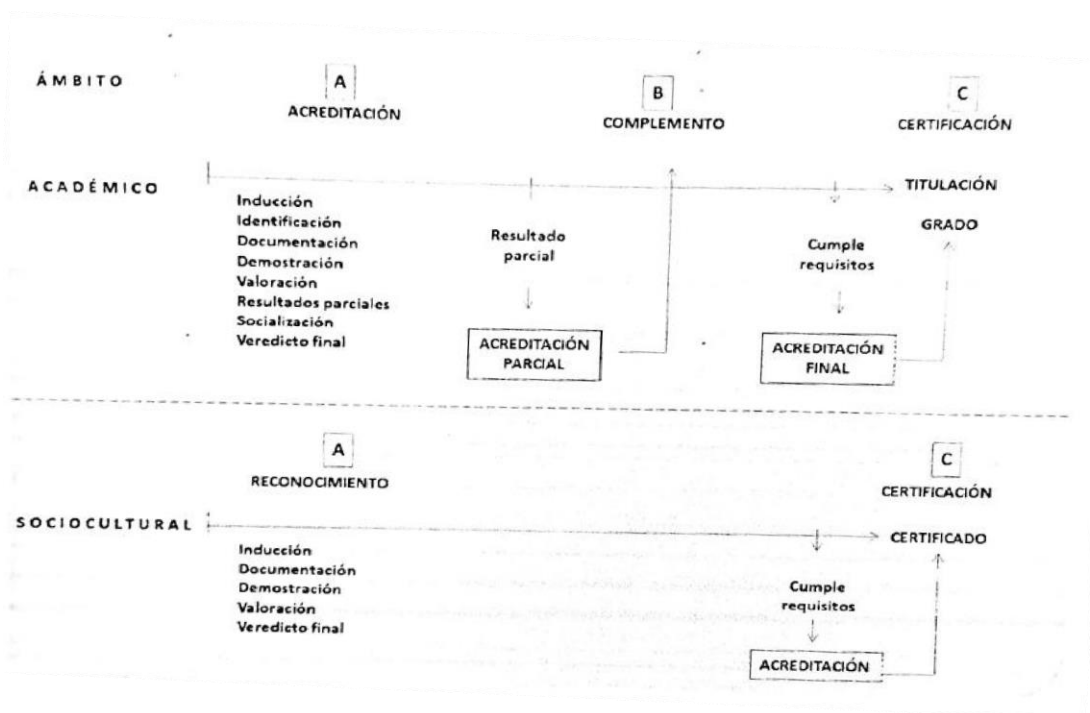 ÁMBITO
A
ACREDITACIÓN
B
COMPLEMENTO
C
CERTIFICACIÓN
ACADÉMICO
Inducción
Identificación
Documentación
Demostración
Valoración
Resultados parciales
Socialización
Veredicto final
Resultado
parcial
ACREDITACIÓN
PARCIAL
Cumple
requisitos
ACREDITACIÓN
FINAL
TITULACIÓN
GRADO
A
RECONOCIMIENTO
C
CERTIFICACIÓN
SOCIOCULTURAL
Inducción
Documentación
Demostración
Valoración
Veredicto final
Cumple
requisitos
ACREDITACIÓN
CERTIFICADO